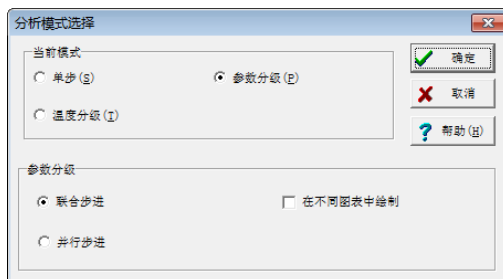 分析模式选择
当前模式
单步(S)
参数分级(P)
温度分级(T)
确定
取消
帮助(H)
参数分级
联合步进
在不同图表中绘制
并行步进